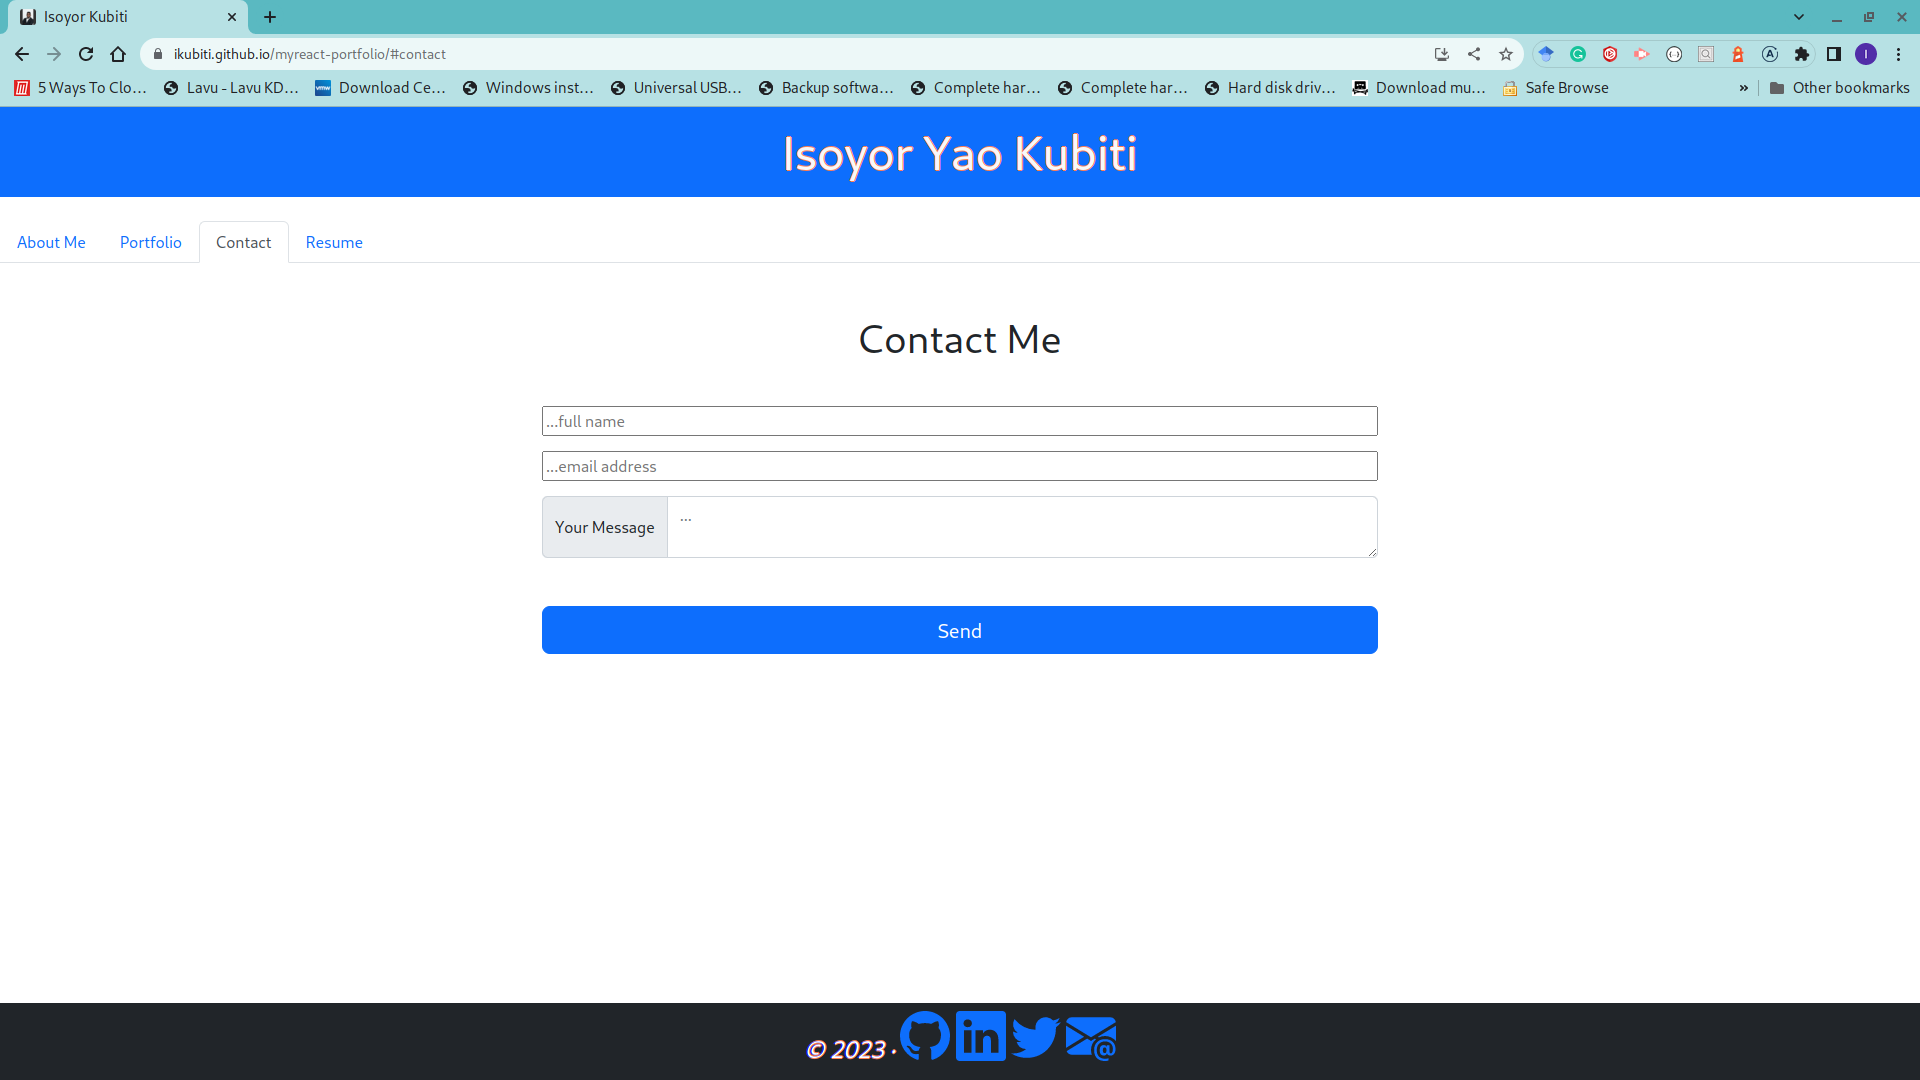 Isoyor Kubiti
ikubiti.github.io/myreact-portfolio/#contact
5 Ways To Clo... Lavu - Lavu KD... Download Ce... Windows inst... Universal USB... Backup softwa... Complete har... Complete har... Hard disk driv... Download mu... Safe Browse » Other bookmarks
Isoyor Yao Kubiti
About Me Portfolio Contact Resume
Contact Me
...full name
...email address
Your Message ...
Send
© 2023 · in @